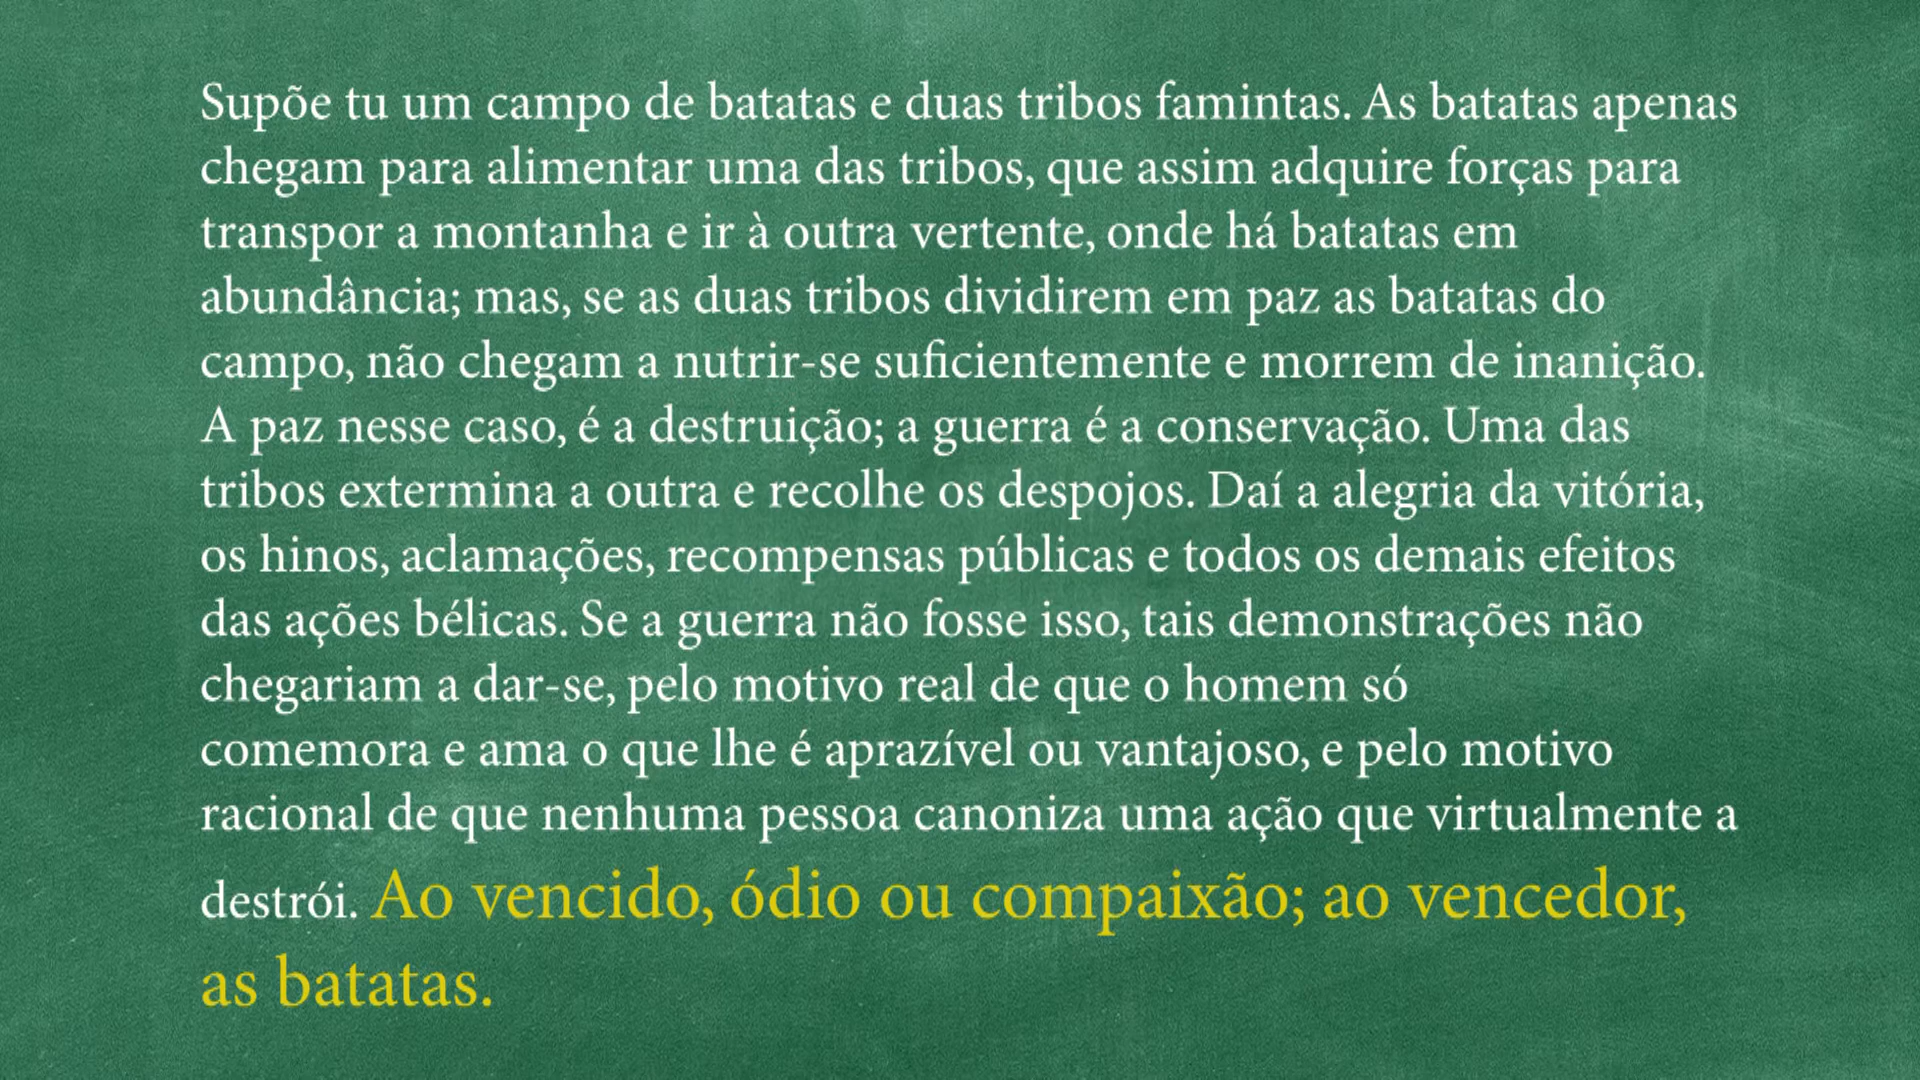 Supõe tu um campo de batatas e duas tribos famintas. As batatas apenas
chegam para alimentar uma das tribos, que assim adquire forças para
transpor a montanha e ir à outra vertente, onde há batatas em
abundância; mas, se as duas tribos dividirem em paz as batatas do
campo, não chegam a nutrir-se suficientemente e morrem de inanição.
A paz nesse caso, é a destruição; a guerra é a conservação. Uma das
tribos extermina a outra e recolhe os despojos. Daí a alegria da vitória,
os hinos, aclamações, recompensas públicas e todos os demais efeitos
das ações bélicas. Se a guerra não fosse isso, tais demonstrações não
chegariam a dar-se, pelo motivo real de que o homem só
comemora e ama o que lhe é aprazível ou vantajoso, e pelo motivo
racional de que nenhuma pessoa canoniza uma ação que virtualmente a
destrói. Ao vencido, ódio ou compaixão; ao vencedor,
as batatas.